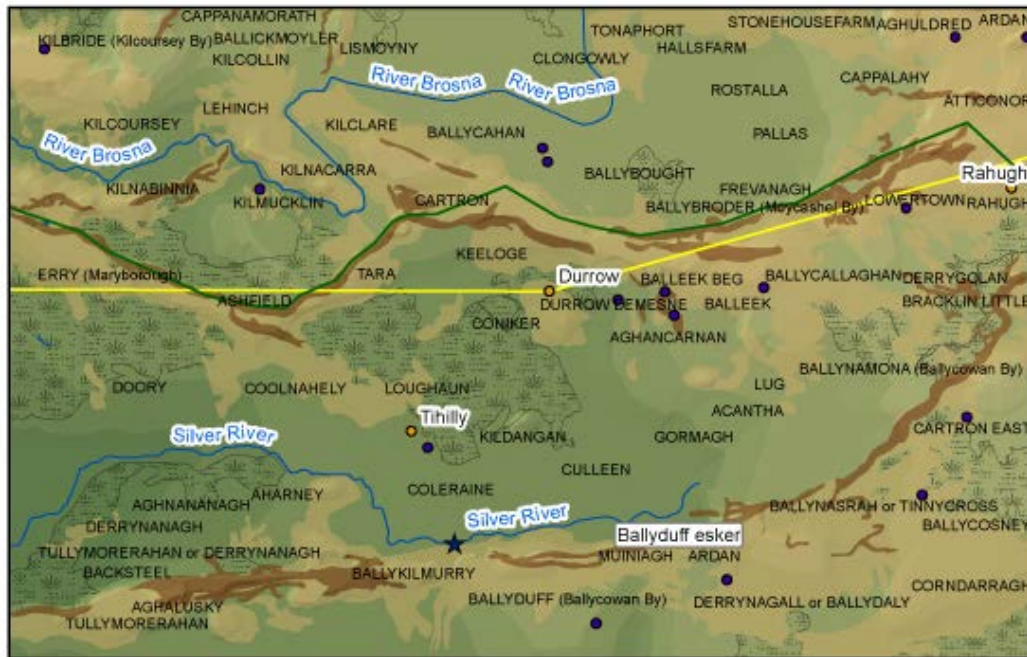 CAPPANAMORATH
TONAPHORT
STONEHOUSEFARM
AGHULDRED
ARDAN
KILBRIDE (Kilcoursey By)
BALLICKMOYLER
LISMOYNY
HALLSFARM
KILCOLLIN
CLONGOWLY
CAPPALAHY
River Brosna
River Brosna
ROSTALLA
ATTICONOR
LEHINCH
KILCOURSEY
KILCLARE
BALLYCAHAN
PALLAS
River Brosna
KILNACARRA
BALLYBOUGHT
Rahugh
KILNABINNIA
FREVANAGH
KILMUCKLIN
CARTRON
BALLYBRODER (Moycashel By)
LOWERTOWN
RAHUGH
KEELOGE
ERRY (Maryborough)
TARA
Durrow
BALLEEK BEG
BALLYCALLAGHAN
DERRYGOLAN
ASHFIELD
DURROW DEMESNE
BALLEEK
BRACKLIN LITTLE
CONIKER
AGHANCARNAN
DOORY
COOLNAHELY
LOUGHAUN
LUG
BALLYNAMONA (Ballycowan By)
Tihilly
ACANTHA
Silver River
KILDANGAN
GORMAGH
CARTRON EAST
CULLEEN
AHARNEY
COLERAINE
AGHNANANAGH
BALLYNASRAH or TINNYCROSS
DERRYNANAGH
Silver River
BALLYCOSNEY
Ballyduff esker
TULLYMORERAHAN or DERRYNANAGH
MUINIAGH
ARDAN
BACKSTEEL
BALLYKILMURRY
CORNDARRAGH
AGHALUSKY
BALLYDUFF (Ballycowan By)
DERRYNAGALL or BALLYDALY
TULLYMORERAHAN